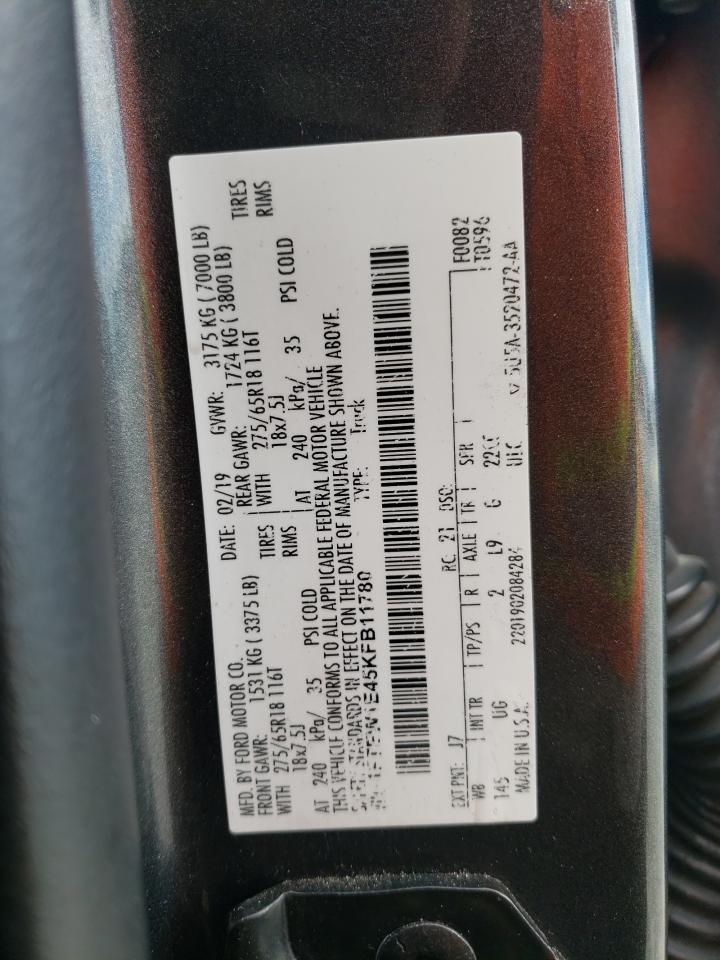 MFD. BY FORD MOTOR CO. DATE: 02/19 GVWR: 3175 KG ( 7000 LB)
FRONT GAWR: 1531 KG ( 3375 LB) REAR GAWR: 1724 KG ( 3800 LB)
WITH 275/65R18 116T TIRES WITH 275/65R18 116T TIRES
18x7.5J RIMS 18x7.5J RIMS
AT 240 kPa/ 35 PSI COLD AT 240 kPa/ 35 PSI COLD
THIS VEHICLE CONFORMS TO ALL APPLICABLE FEDERAL MOTOR VEHICLE
STANDARDS IN EFFECT ON THE DATE OF MANUFACTURE SHOWN ABOVE.
E45KFB11780 TYPE: Truck
EXT PNT: J7 RC: 21 DSO: F0082
WB INT TR TP/PS R AXLE TR SPR T0596
145 UG 2 L9 G
MADE IN U.S.A. UTC